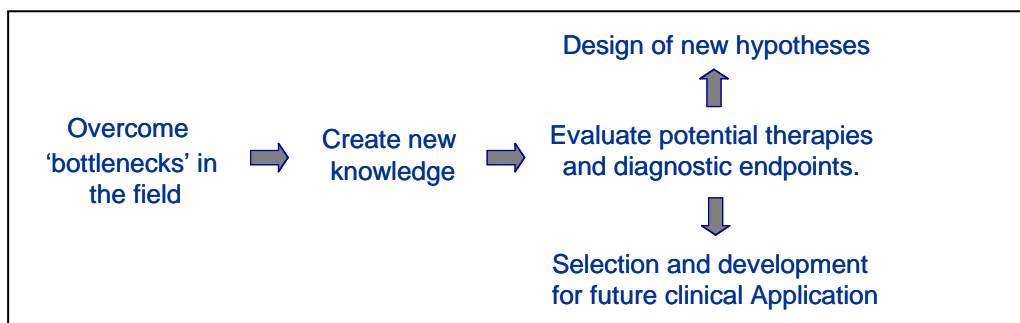 Design of new hypotheses
Overcome
'bottlenecks' in
the field
Create new
knowledge
Evaluate potential therapies
and diagnostic endpoints.
Selection and development
for future clinical Application